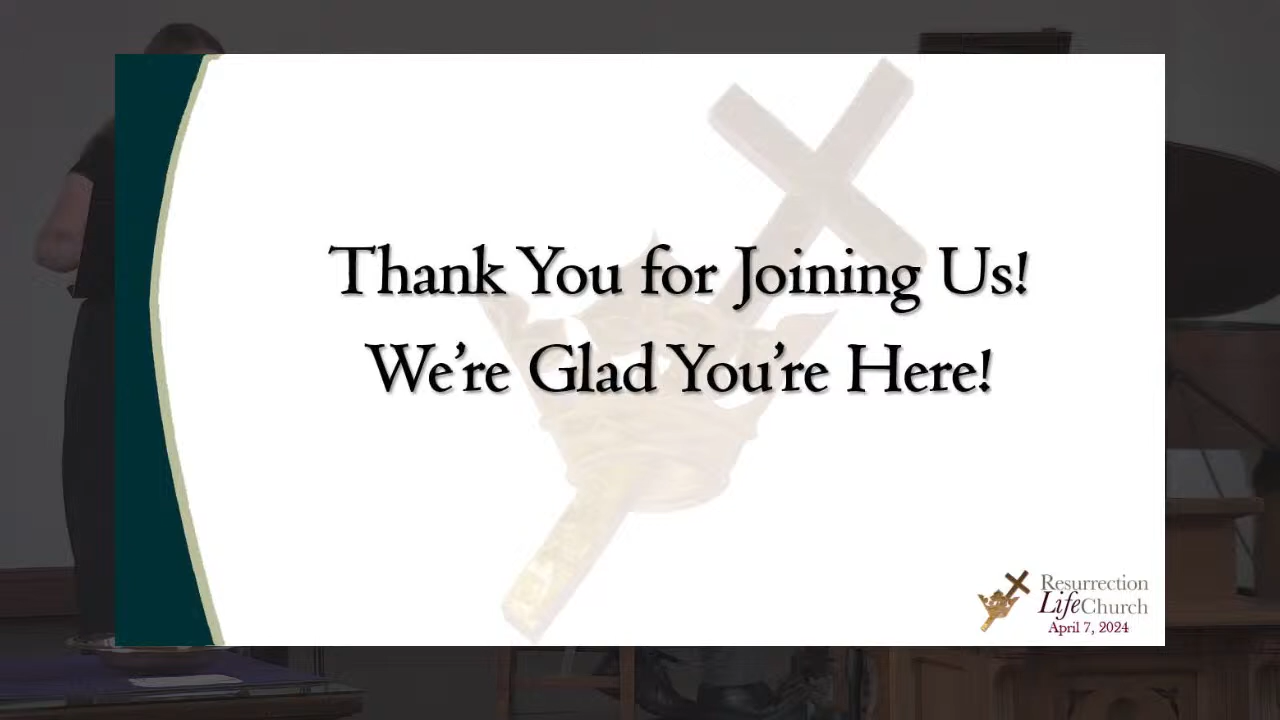 Thank You for Joining Us!
We’re Glad You’re Here!
Resurrection
LifeChurch
April 7, 2024